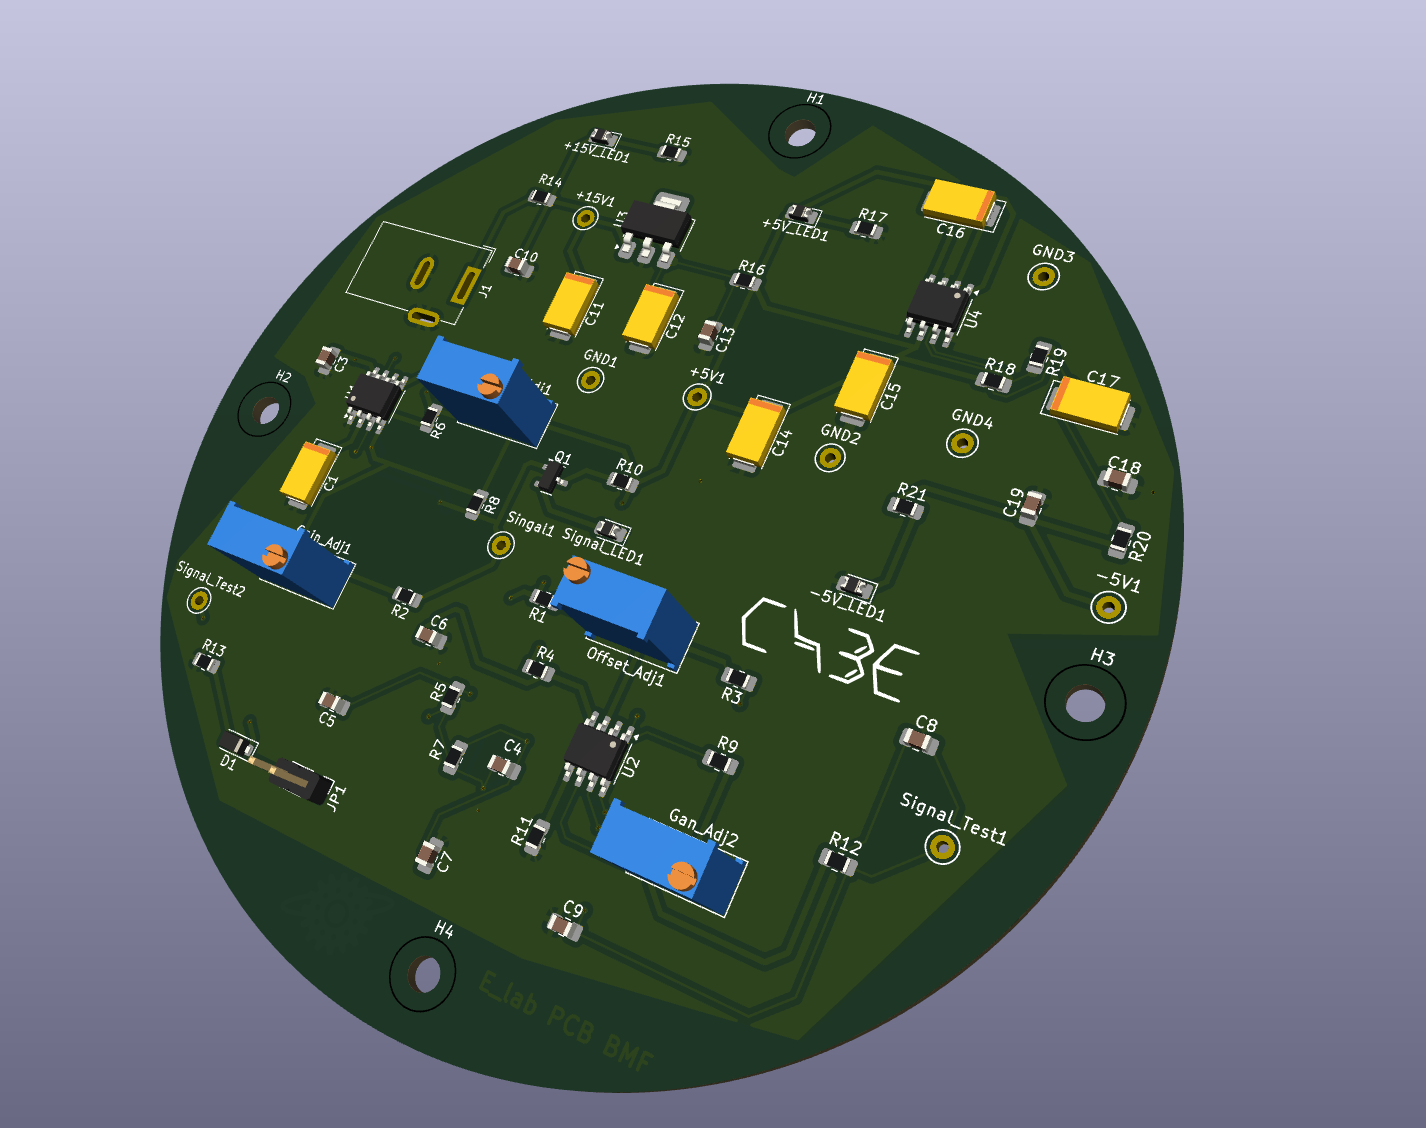 H1
+15V_LED1
R15
R14
+15V1
+5V_LED1
R17
C16
GND3
C10
J1
R16
C11
C12
C13
U4
C3
H2
GND1
+5V1
R18
R19
C17
C15
R6
C14
GND2
GND4
C1
Q1
R10
R8
C18
R21
C19
R20
Singal1
Signal_LED1
Signal_Test2
-5V_LED1
-5V1
R2
R1
C6
R13
R4
Offset_Adj1
R3
C43E
H3
C5
R5
R7
C4
U2
R9
C8
D1
JP1
R11
Gan_Adj2
Signal_Test1
R12
C7
C9
H4
E_lab PCB BMF